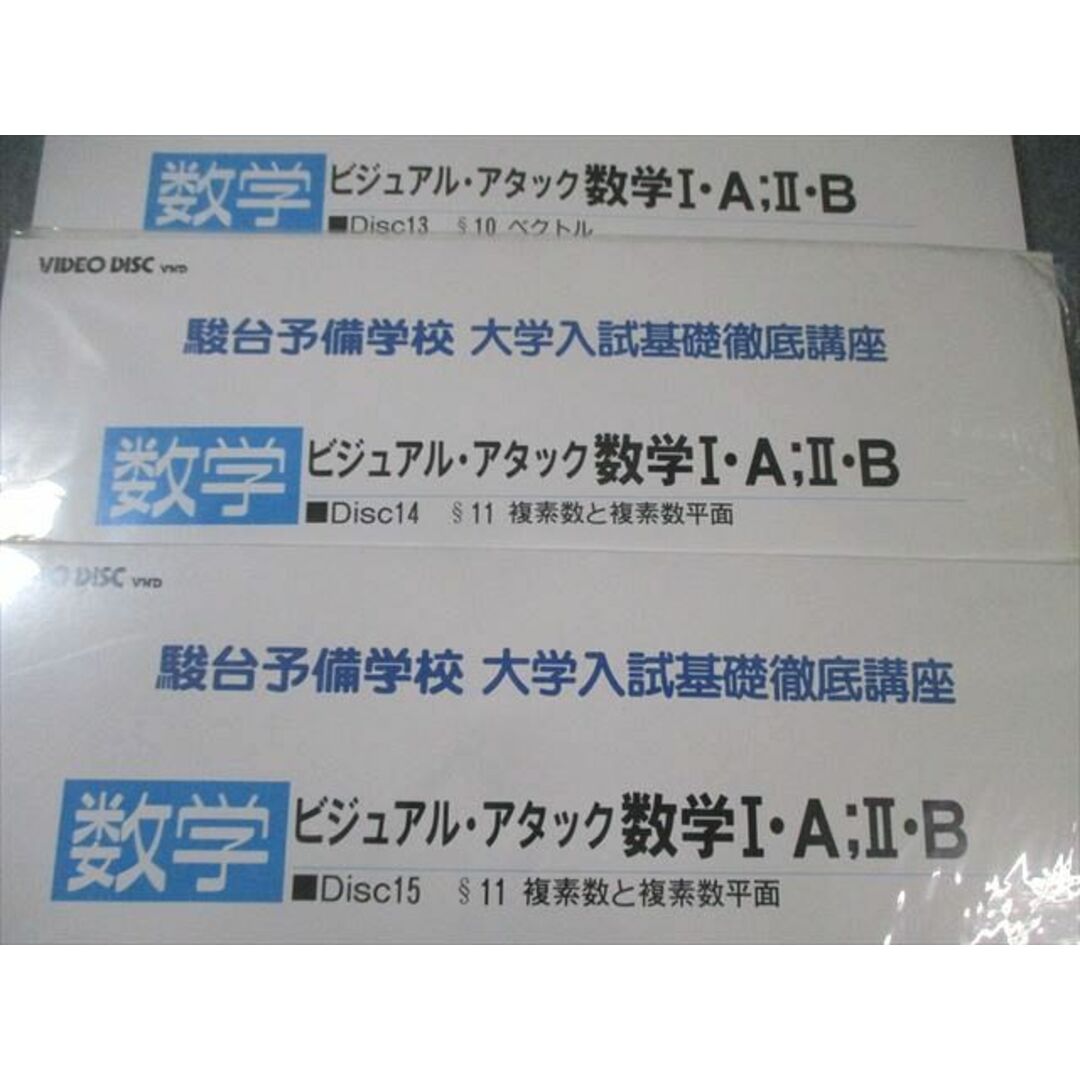 数学 ビジュアル・アタック 数学Ⅰ・A;Ⅱ・B
■Disc13 §10 ベクトル
VIDEO DISC VHD
駿台予備学校 大学入試基礎徹底講座
数学 ビジュアル・アタック 数学Ⅰ・A;Ⅱ・B
■Disc14 §11 複素数と複素数平面
DISC VHD
駿台予備学校 大学入試基礎徹底講座
数学 ビジュアル・アタック 数学Ⅰ・A;Ⅱ・B
■Disc15 §11 複素数と複素数平面